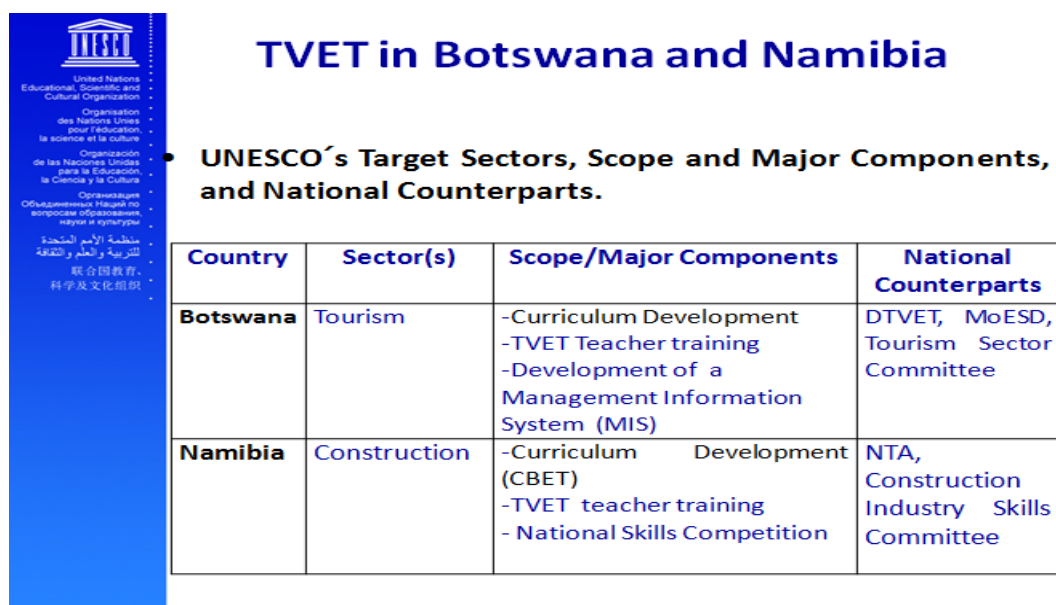 UNESCO
United Nations
Educational, Scientific and
Cultural Organization
Organisation
des Nations Unies
pour l'éducation,
la science et la culture
Organización
de las Naciones Unidas
para la Educación,
la Ciencia y la Cultura
Организация
Объединенных Наций по
вопросам образования,
науки и культуры
منظمة الأمم المتحدة
للتربية والعلم والثقافة
联合国教育、
科学及文化组织
TVET in Botswana and Namibia
• UNESCO´s Target Sectors, Scope and Major Components,
and National Counterparts.
Country Sector(s) Scope/Major Components National
Counterparts
Botswana Tourism -Curriculum Development DTVET, MoESD,
-TVET Teacher training Tourism Sector
-Development of a Committee
Management Information
System (MIS)
Namibia Construction -Curriculum Development NTA,
(CBET) Construction
-TVET teacher training Industry Skills
- National Skills Competition Committee